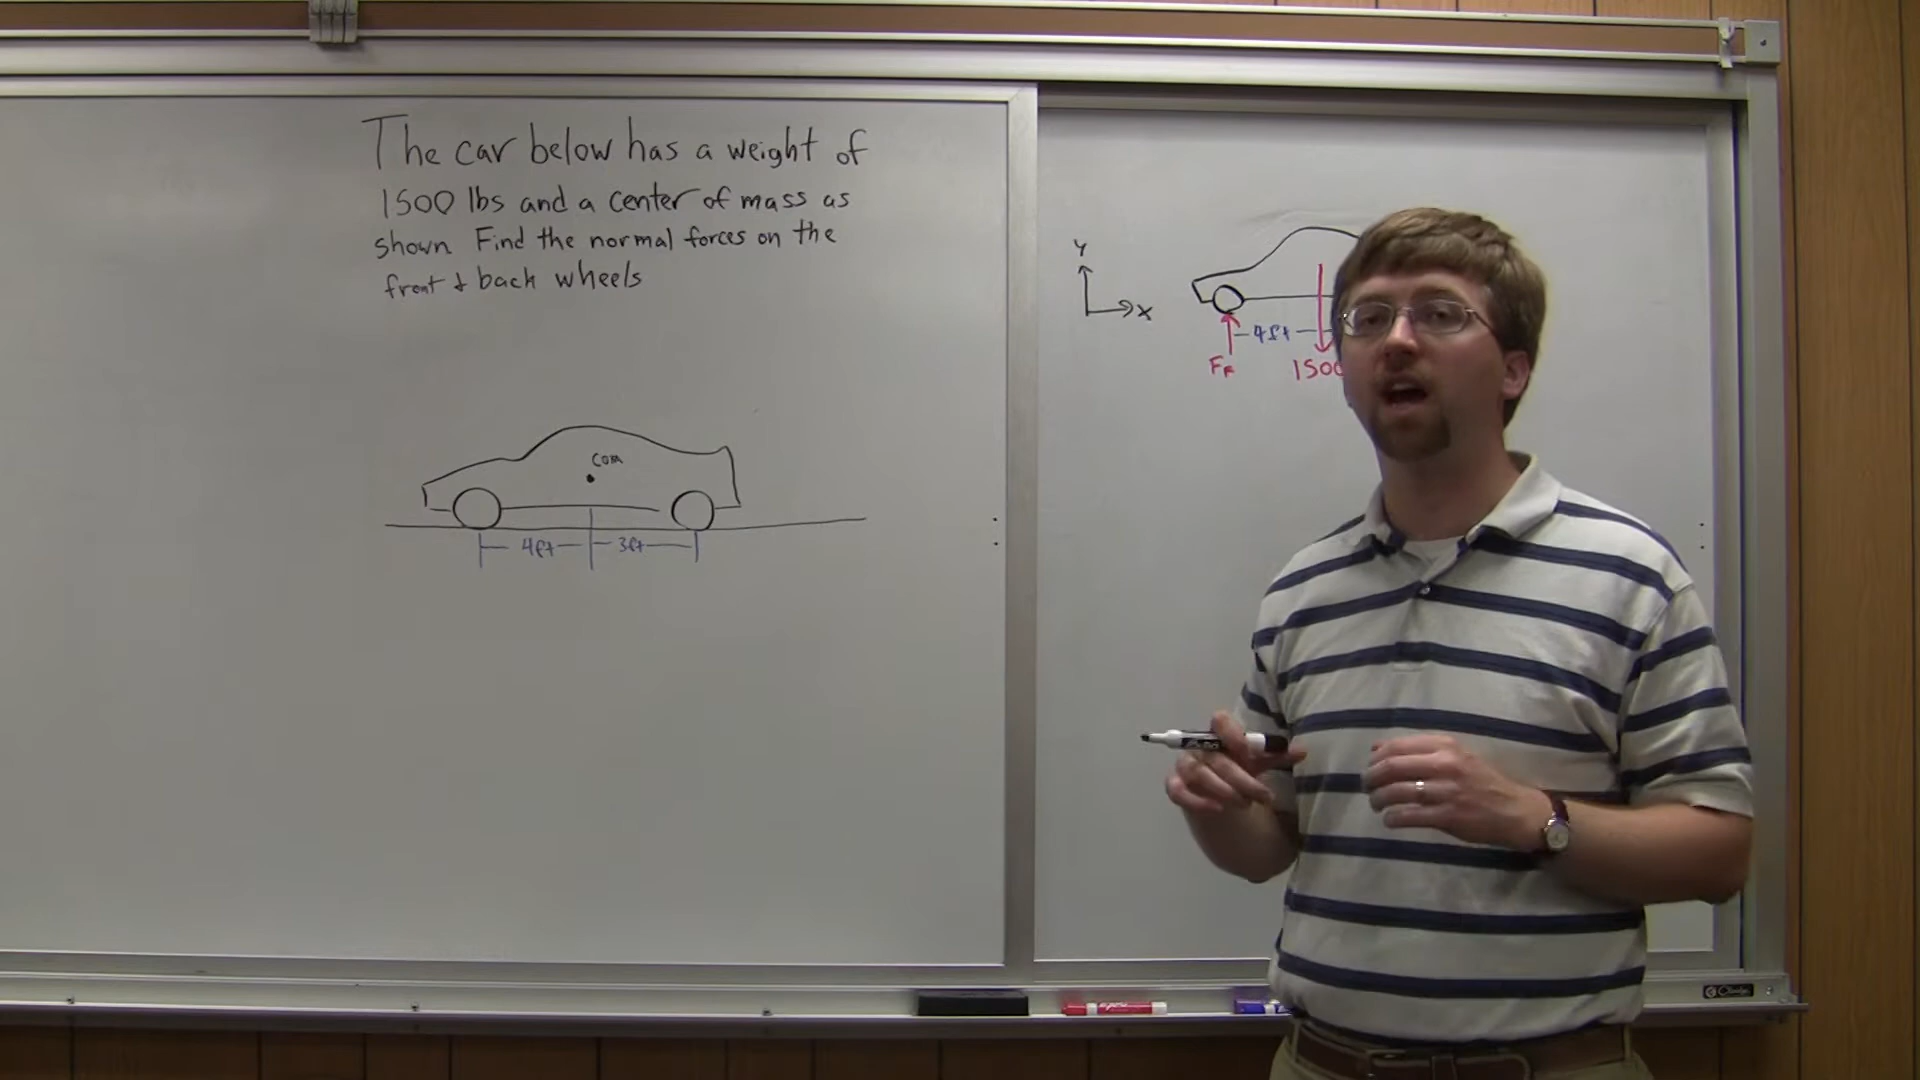 The car below has a weight of
1500 lbs and a center of mass as
shown Find the normal forces on the
front & back wheels
com
4ft 3ft
Y
X
4ft
FF 1500